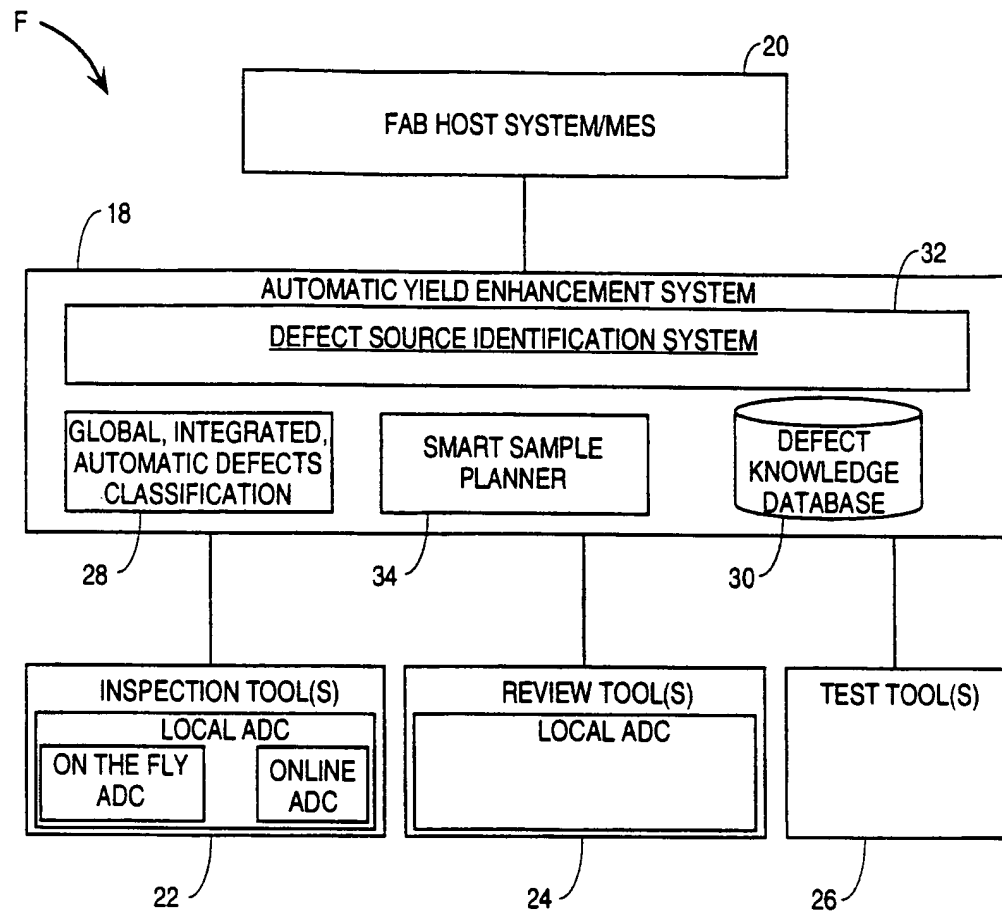 F
20
FAB HOST SYSTEM/MES
18
32
AUTOMATIC YIELD ENHANCEMENT SYSTEM
DEFECT SOURCE IDENTIFICATION SYSTEM
GLOBAL, INTEGRATED,
AUTOMATIC DEFECTS
CLASSIFICATION
SMART SAMPLE
PLANNER
DEFECT
KNOWLEDGE
DATABASE
28
34
30
INSPECTION TOOL(S)
LOCAL ADC
ON THE FLY
ADC
ONLINE
ADC
REVIEW TOOL(S)
LOCAL ADC
TEST TOOL(S)
22
24
26